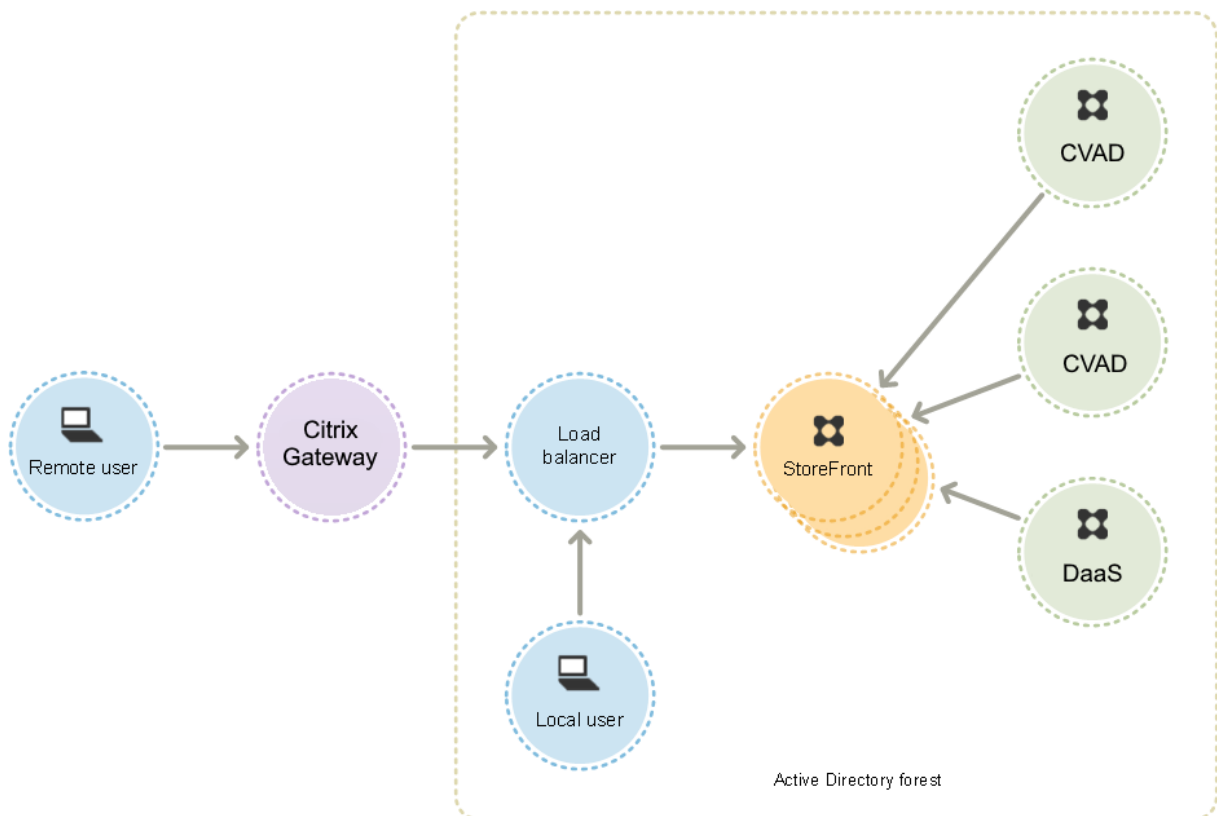 CVAD
CVAD
Remote user
Citrix
Gateway
Load
balancer
StoreFront
DaaS
Local user
Active Directory forest